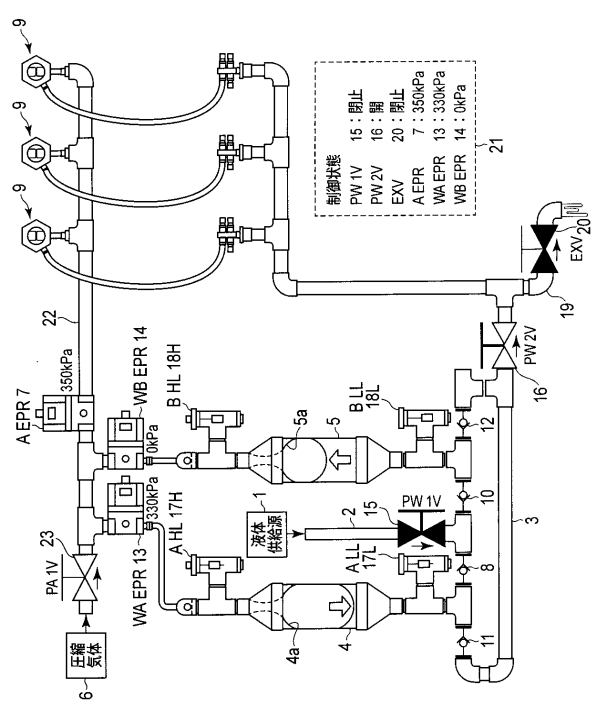 9
9
9
22
A EPR 7
350kPa
WB EPR 14
0kPa
330kPa
WA EPR 13
23
PA 1V
圧縮
気体
6
制御状態
PW 1V 15：閉止
PW 2V 16：開
EXV 20：閉止
A EPR 7：350kPa
WA EPR 13：330kPa
WB EPR 14：0kPa
21
B HL 18H
A HL 17H
5a
5
B LL
18L
液体
供給源
1
2
15
PW 1V
A LL
17L
4a
4
12
10
8
11
3
PW 2V
16
19
EXV
20